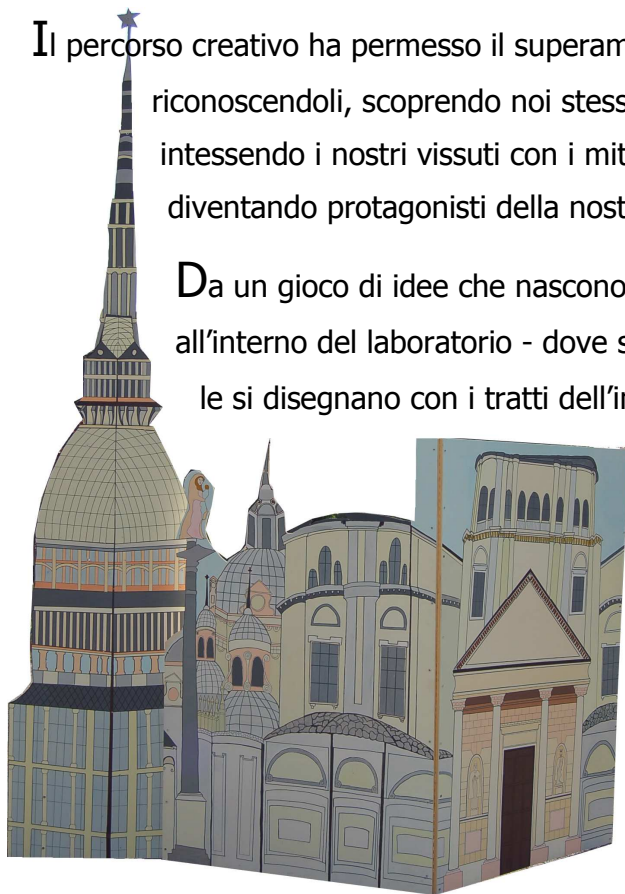 Il percorso creativo ha permesso il superam
riconoscendoli, scoprendo noi stess
intessendo i nostri vissuti con i mit
diventando protagonisti della nost
Da un gioco di idee che nascono
all’interno del laboratorio - dove s
le si disegnano con i tratti dell’i